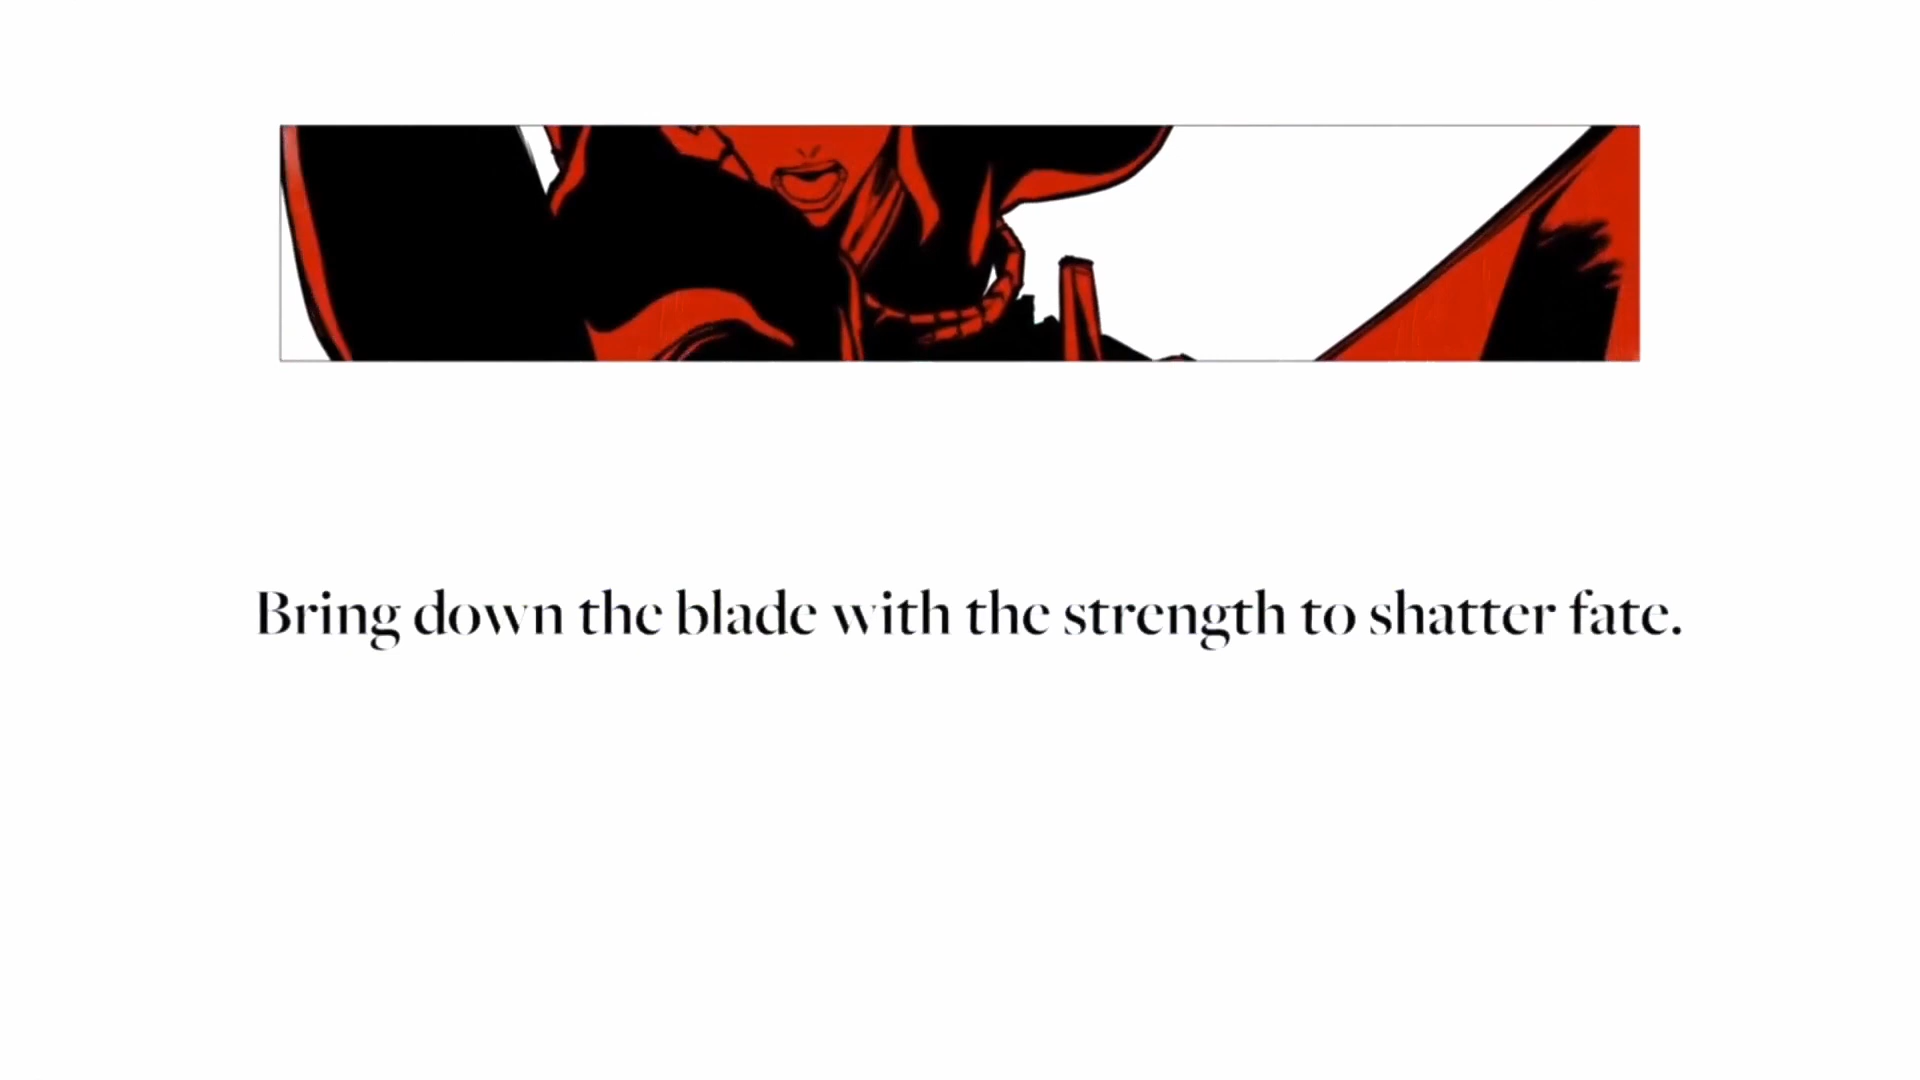 Bring down the blade with the strength to shatter fate.